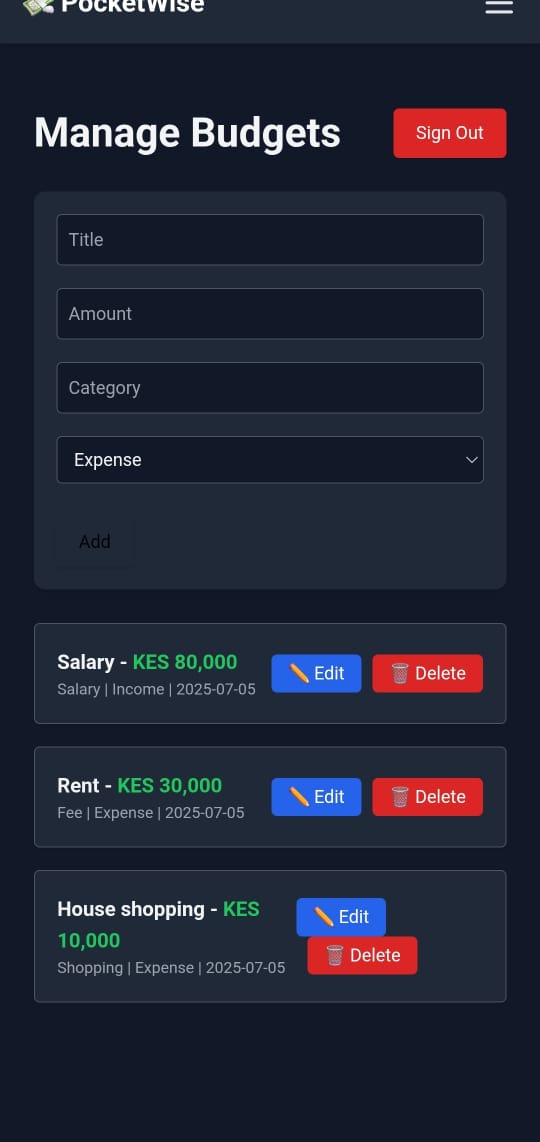 PocketWise
Manage Budgets
Sign Out
Title
Amount
Category
Expense
Add
Salary - KES 80,000
Salary | Income | 2025-07-05
Edit
Delete
Rent - KES 30,000
Fee | Expense | 2025-07-05
Edit
Delete
House shopping - KES
10,000
Shopping | Expense | 2025-07-05
Edit
Delete